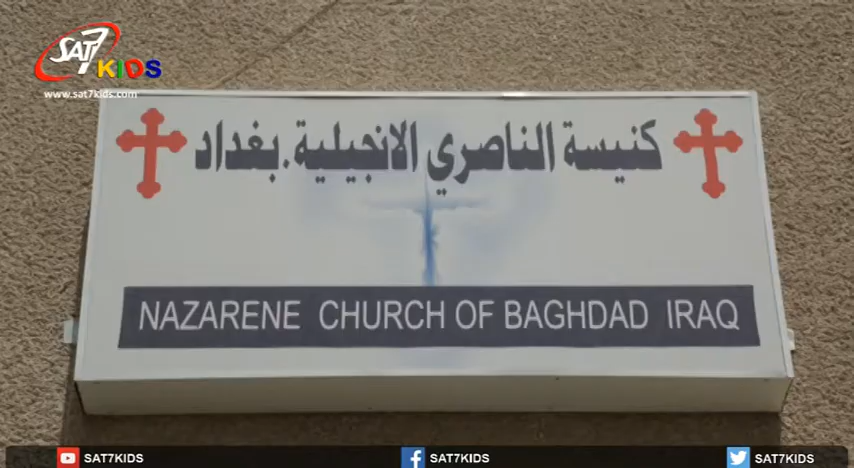 SAT7
KIDS
www.sat7kids.com
كنيسة الناصري الانجيلية.بغداد
NAZARENE CHURCH OF BAGHDAD IRAQ
SAT7KIDS SAT7KIDS SAT7KIDS